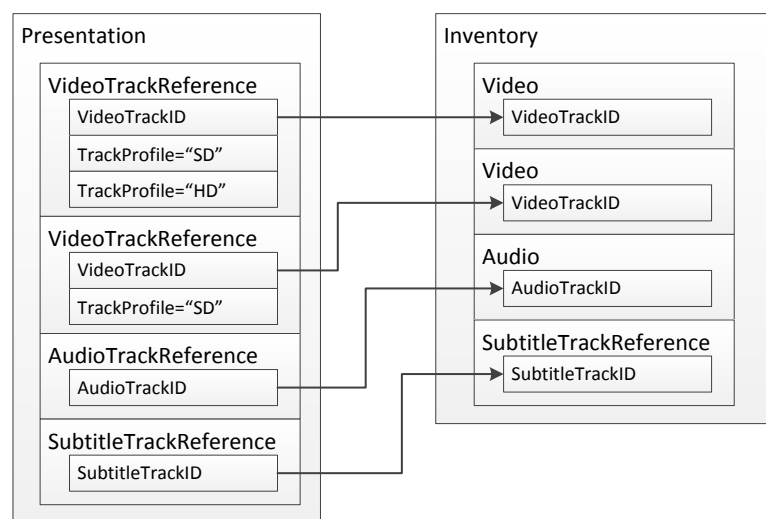 Presentation
VideoTrackReference
VideoTrackID
TrackProfile=“SD”
TrackProfile=“HD”
VideoTrackReference
VideoTrackID
TrackProfile=“SD”
AudioTrackReference
AudioTrackID
SubtitleTrackReference
SubtitleTrackID
Inventory
Video
VideoTrackID
Video
VideoTrackID
Audio
AudioTrackID
SubtitleTrackReference
SubtitleTrackID